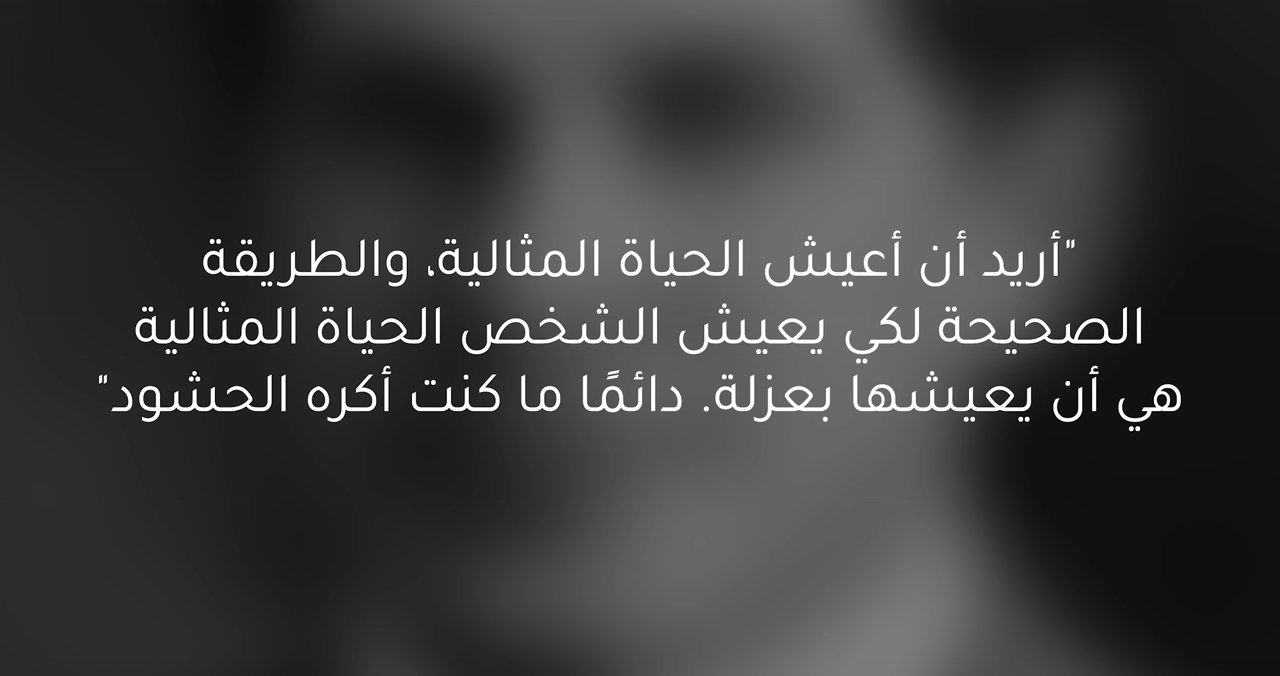 "أريد أن أعيش الحياة المثالية، والطريقة
الصحيحة لكي يعيش الشخص الحياة المثالية
هي أن يعيشها بعزلة. دائمًا ما كنت أكره الحشود"